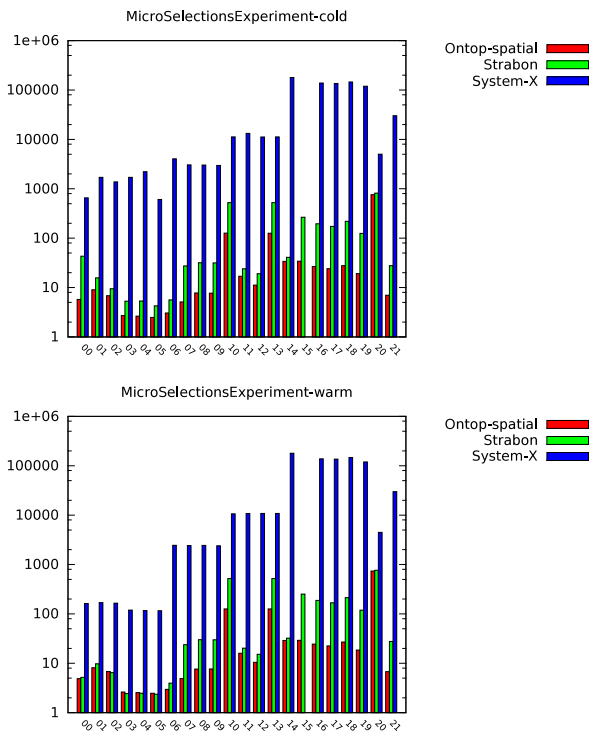 MicroSelectionsExperiment-cold
1e+06
100000
10000
1000
100
10
1
00 01 02 03 04 05 06 07 08 09 10 11 12 13 14 15 16 17 18 19 20 21
Ontop-spatial
Strabon
System-X
MicroSelectionsExperiment-warm
1e+06
100000
10000
1000
100
10
1
00 01 02 03 04 05 06 07 08 09 10 11 12 13 14 15 16 17 18 19 20 21
Ontop-spatial
Strabon
System-X